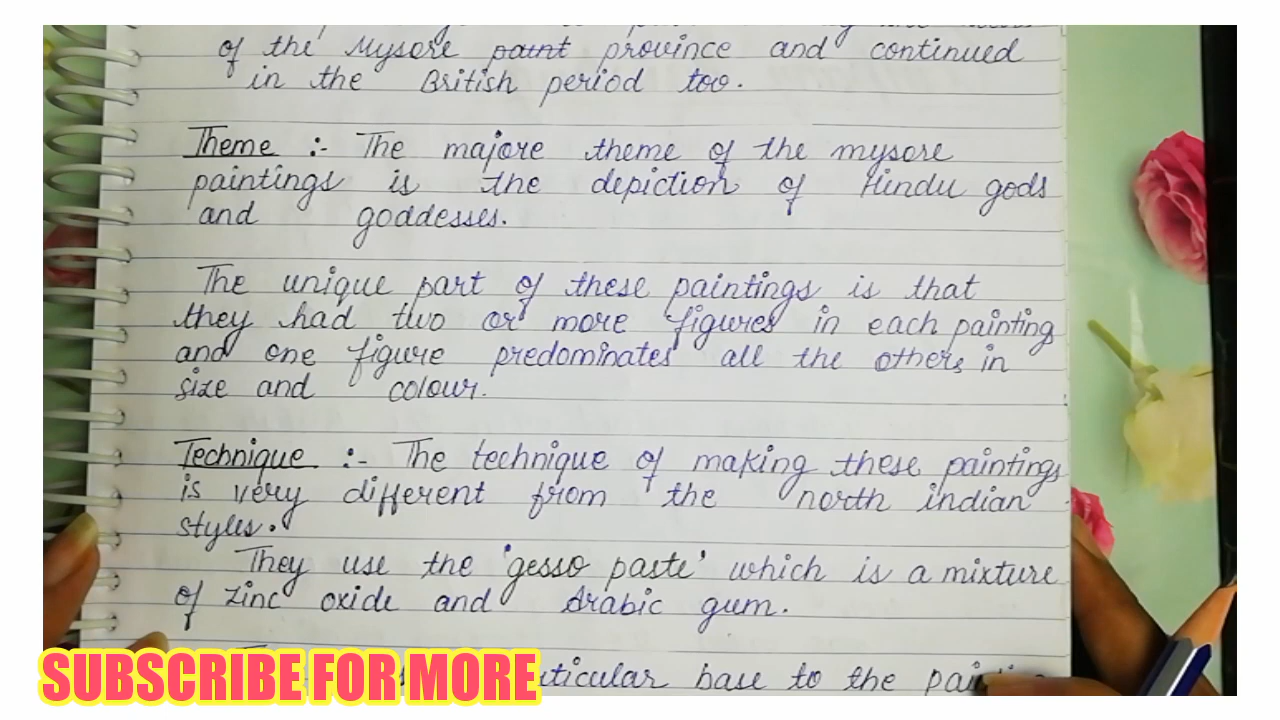 of the Mysore paint province and continued
in the British period too.
Theme :- The majore theme of the mysore
paintings is the depiction of Hindu gods
and goddesses.
The unique part of these paintings is that
they had two or more figures in each painting
and one figure predominates all the others in
size and colour.
Technique :- The technique of making these paintings
is very different from the north indian
styles.
They use the 'gesso paste' which is a mixture
of zinc oxide and Arabic gum.
base to the
SUBSCRIBE FOR MORE